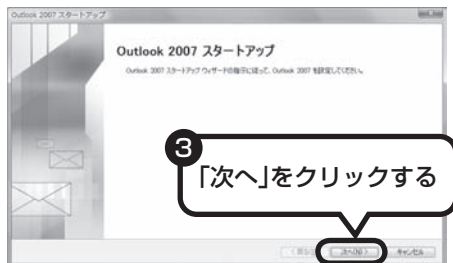 Outlook 2007 スタートアップ
Outlook 2007 スタートアップ
Outlook 2007 スタートアップ ウィザードの指示に従って、Outlook 2007 を設定してください。
❸
「次へ」をクリックする
次へ(N) >
キャンセル